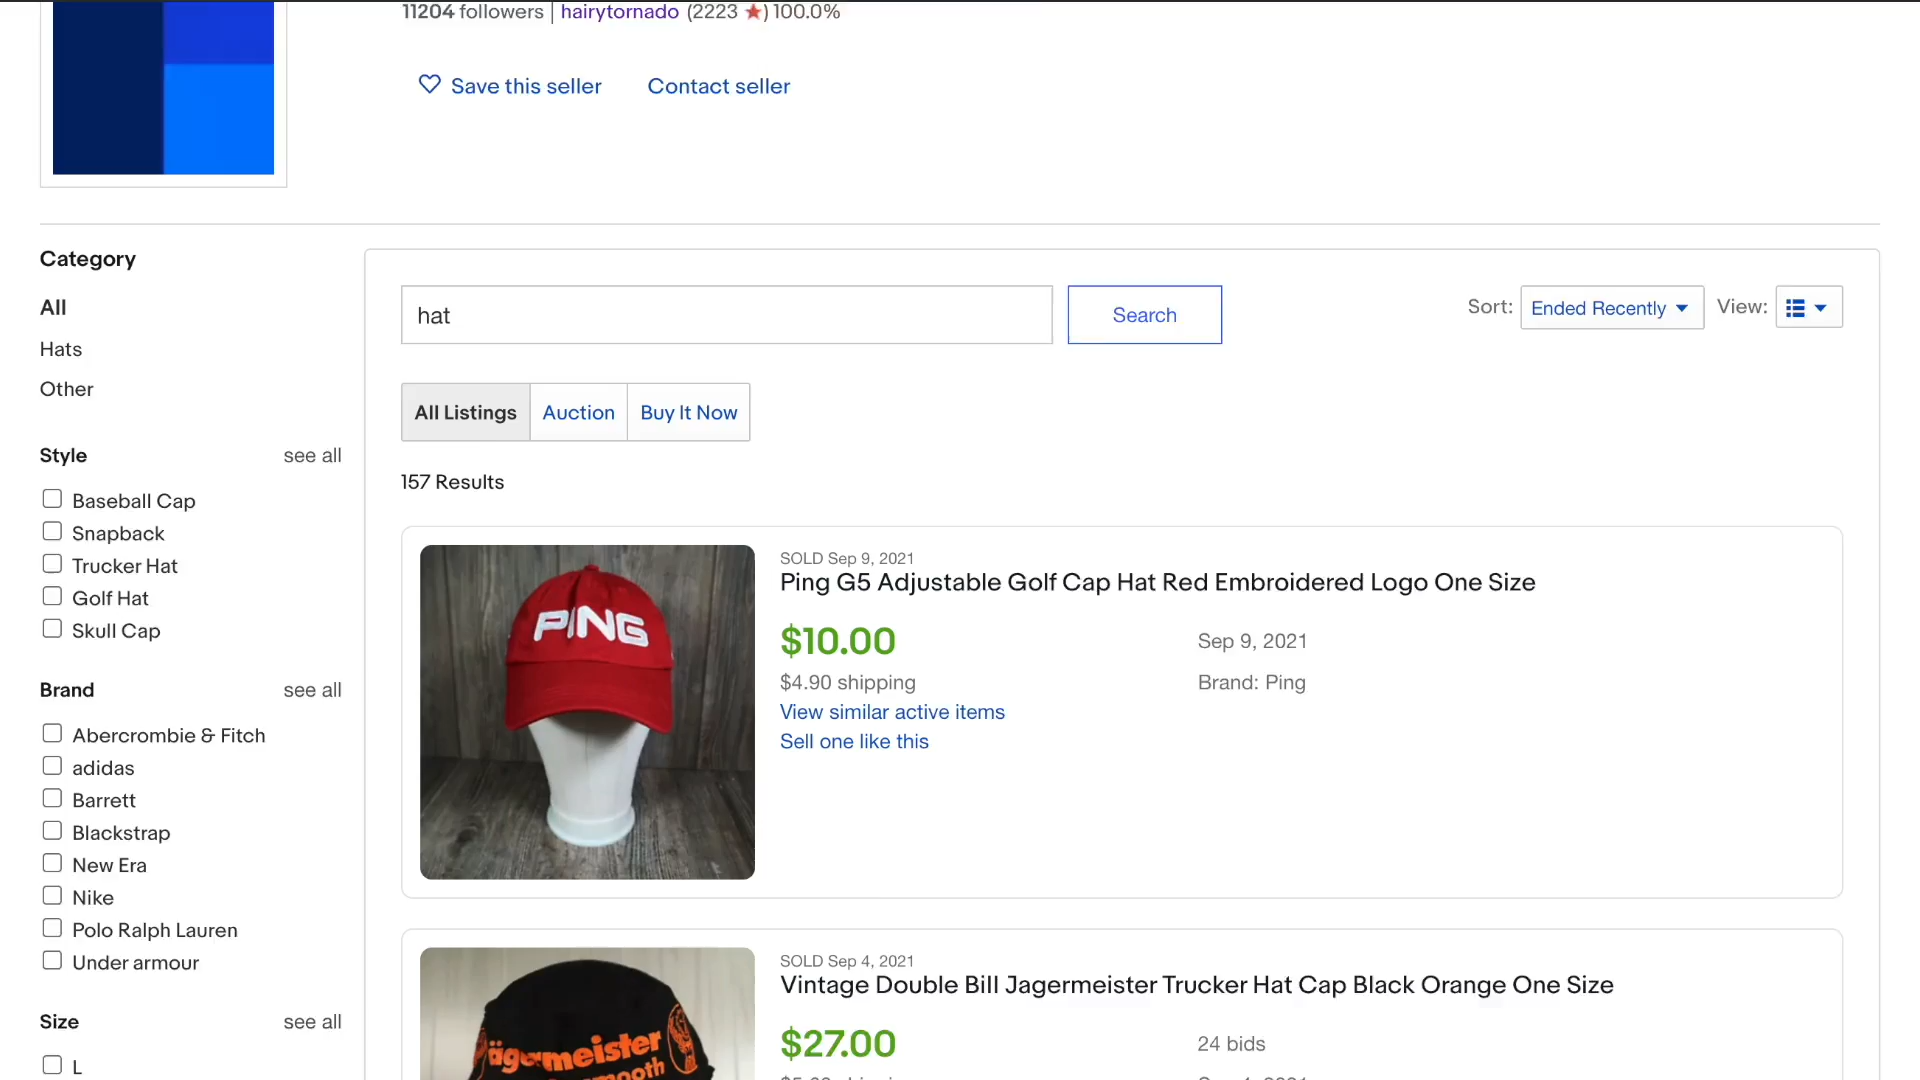 11204 followers | hairytornado (2223 ★) 100.0%
Save this seller Contact seller
Category
All
Hats
Other
Style see all
Baseball Cap
Snapback
Trucker Hat
Golf Hat
Skull Cap
Brand see all
Abercrombie & Fitch
adidas
Barrett
Blackstrap
New Era
Nike
Polo Ralph Lauren
Under armour
Size see all
L
hat Search Sort: Ended Recently View:
All Listings Auction Buy It Now
157 Results
PING
SOLD Sep 9, 2021
Ping G5 Adjustable Golf Cap Hat Red Embroidered Logo One Size
$10.00 Sep 9, 2021
$4.90 shipping Brand: Ping
View similar active items
Sell one like this
SOLD Sep 4, 2021
Vintage Double Bill Jagermeister Trucker Hat Cap Black Orange One Size
$27.00 24 bids
Jägermeister